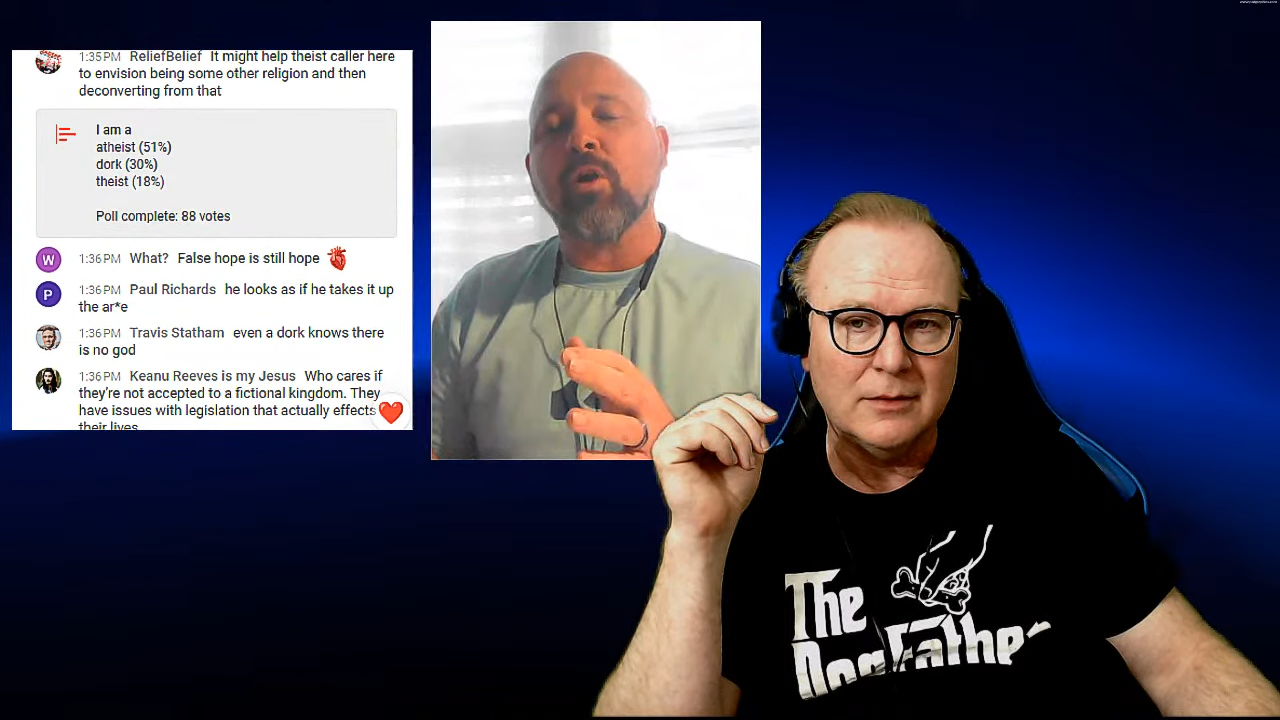 1:35 PM ReliefBelief It might help theist caller here
to envision being some other religion and then
deconverting from that
I am a
atheist (51%)
dork (30%)
theist (18%)
Poll complete: 88 votes
W 1:36 PM What? False hope is still hope
P 1:36 PM Paul Richards he looks as if he takes it up
the ar*e
1:36 PM Travis Statham even a dork knows there
is no god
1:36 PM Keanu Reeves is my Jesus Who cares if
they're not accepted to a fictional kingdom. They
have issues with legislation that actually effects
their lives
The
DogFather